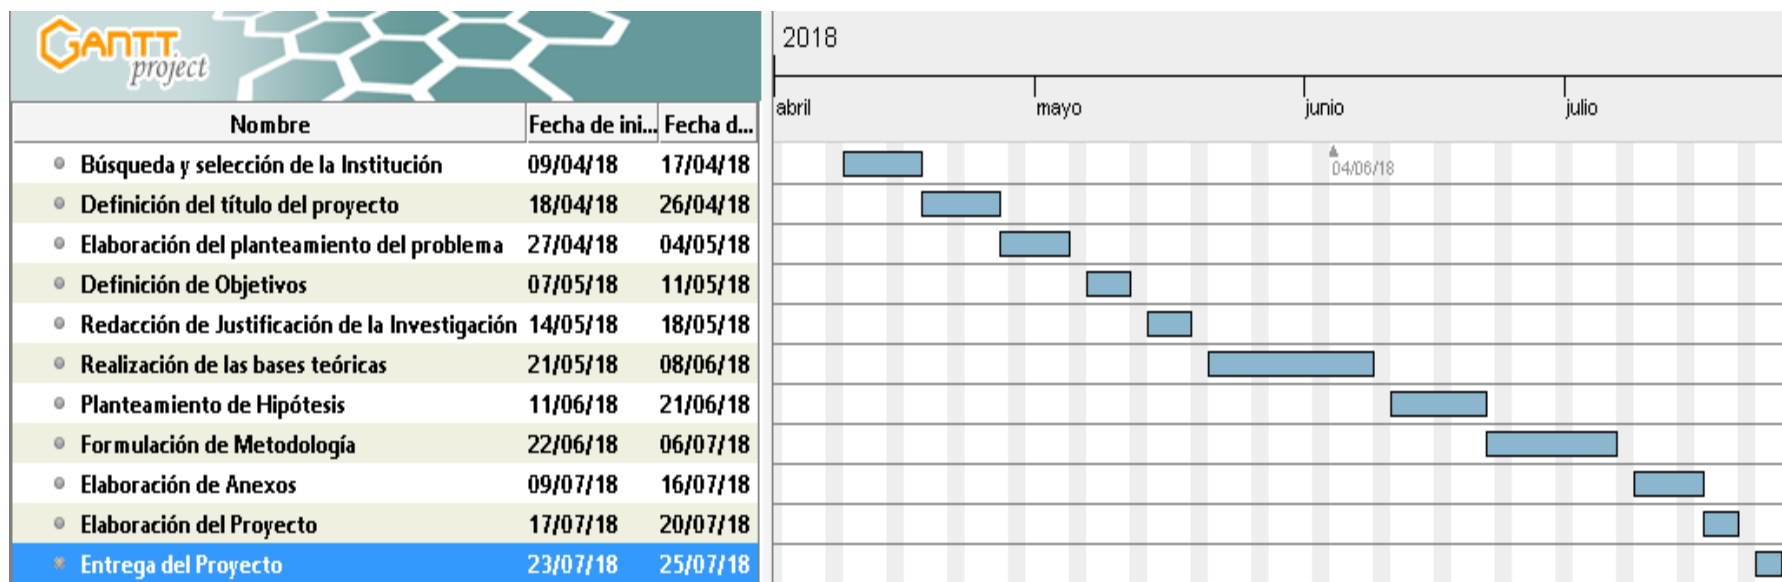 GANTT
project
2018
abril mayo junio julio
Nombre Fecha de ini... Fecha d...
Búsqueda y selección de la Institución 09/04/18 17/04/18
04/06/18
Definición del título del proyecto 18/04/18 26/04/18
Elaboración del planteamiento del problema 27/04/18 04/05/18
Definición de Objetivos 07/05/18 11/05/18
Redacción de Justificación de la Investigación 14/05/18 18/05/18
Realización de las bases teóricas 21/05/18 08/06/18
Planteamiento de Hipótesis 11/06/18 21/06/18
Formulación de Metodología 22/06/18 06/07/18
Elaboración de Anexos 09/07/18 16/07/18
Elaboración del Proyecto 17/07/18 20/07/18
Entrega del Proyecto 23/07/18 25/07/18